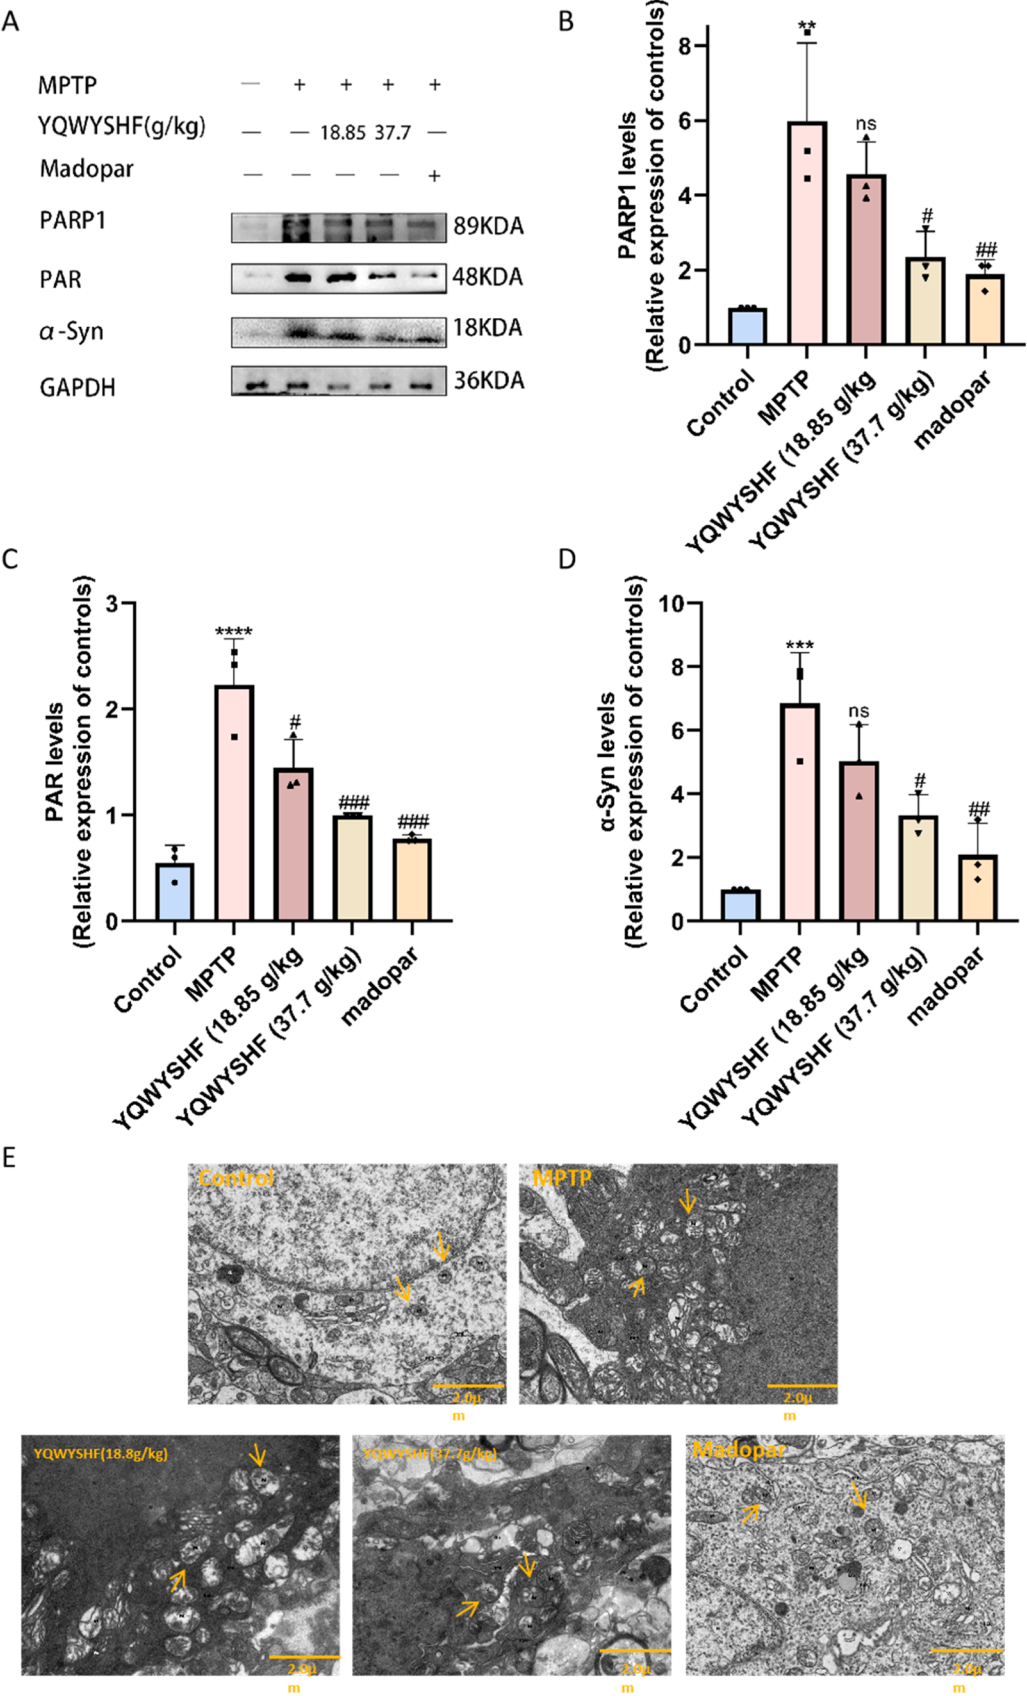 A
MPTP — + + + +
YQWYSHF(g/kg) — — 18.85 37.7 —
Madopar — — — — +
PARP1 89KDA
PAR 48KDA
α-Syn 18KDA
GAPDH 36KDA
B
PARP1 levels
(Relative expression of controls)
8
6
4
2
0
**
ns
#
##
Control
MPTP
YQWYSHF (18.85 g/kg
YQWYSHF (37.7 g/kg)
madopar
C
PAR levels
(Relative expression of controls)
3
2
1
0
****
#
###
###
Control
MPTP
YQWYSHF (18.85 g/kg
YQWYSHF (37.7 g/kg)
madopar
D
α-Syn levels
(Relative expression of controls)
10
8
6
4
2
0
***
ns
#
##
Control
MPTP
YQWYSHF (18.85 g/kg
YQWYSHF (37.7 g/kg)
madopar
E
Control
2.0μ
m
MPTP
2.0μ
m
YQWYSHF(18.8g/kg)
2.0μ
m
YQWYSHF(37.7g/kg)
2.0μ
m
Madopar
2.0μ
m